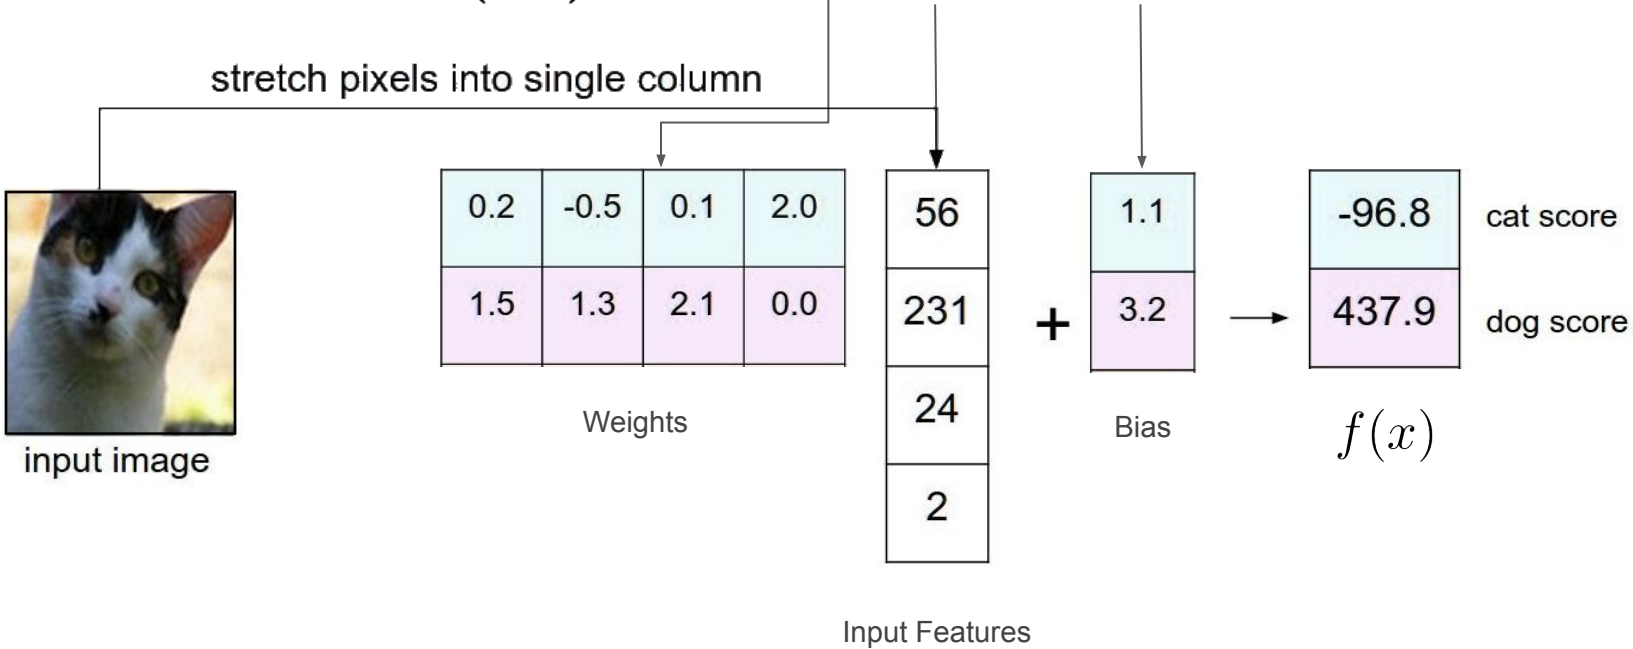 stretch pixels into single column
0.2 -0.5 0.1 2.0
1.5 1.3 2.1 0.0
56
231
24
2
+
1.1
3.2
-96.8 cat score
437.9 dog score
input image
Weights
Bias
f(x)
Input Features